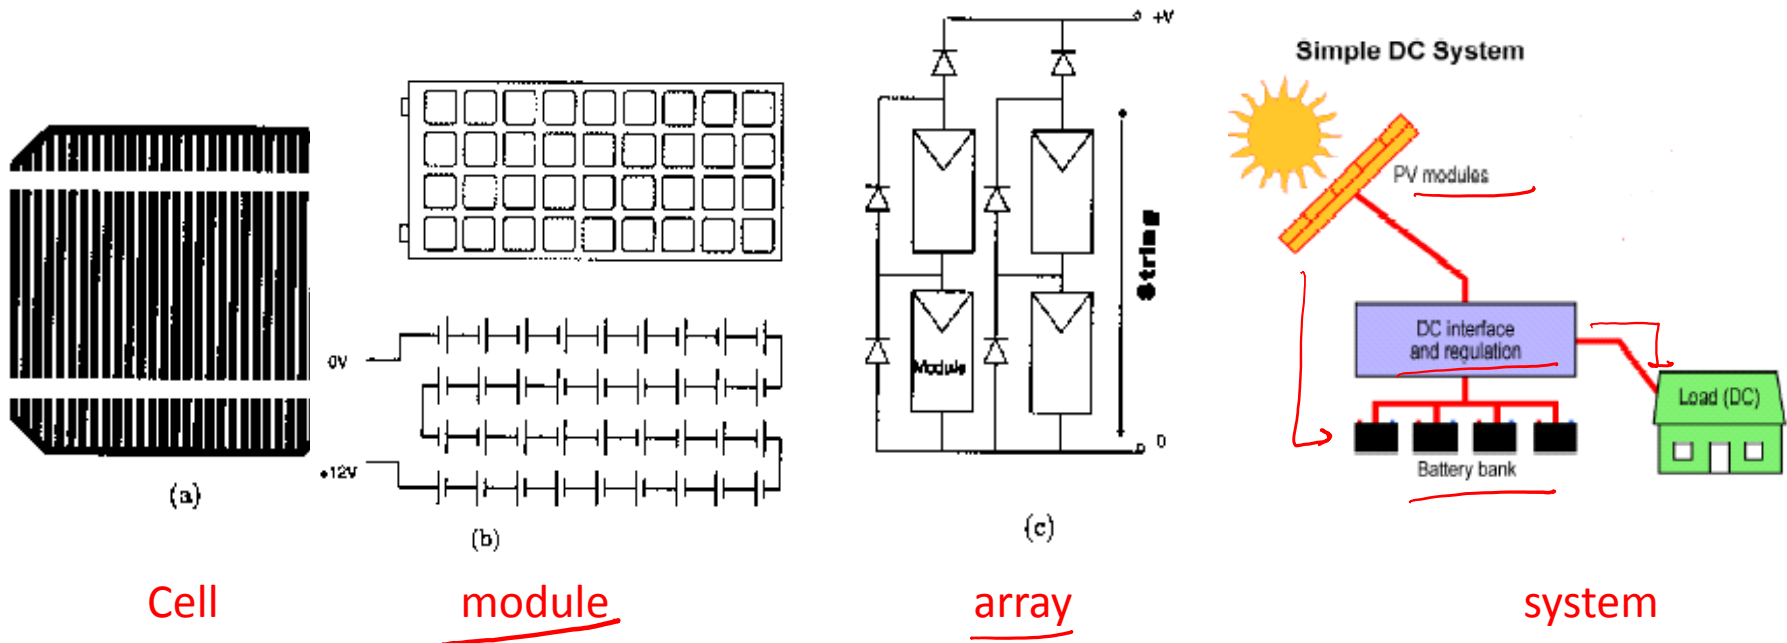 (a)
Cell
0V
+12V
(b)
module
+V
String
Module
0
(c)
array
Simple DC System
PV modules
DC interface
and regulation
Load (DC)
Battery bank
system